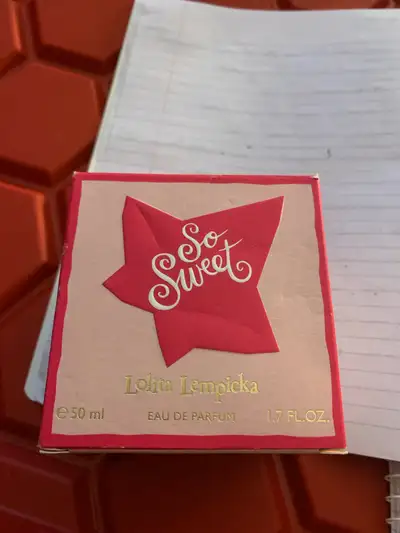 So
Sweet
Lolita Lempicka
℮50 ml EAU DE PARFUM 1.7 FL.OZ.